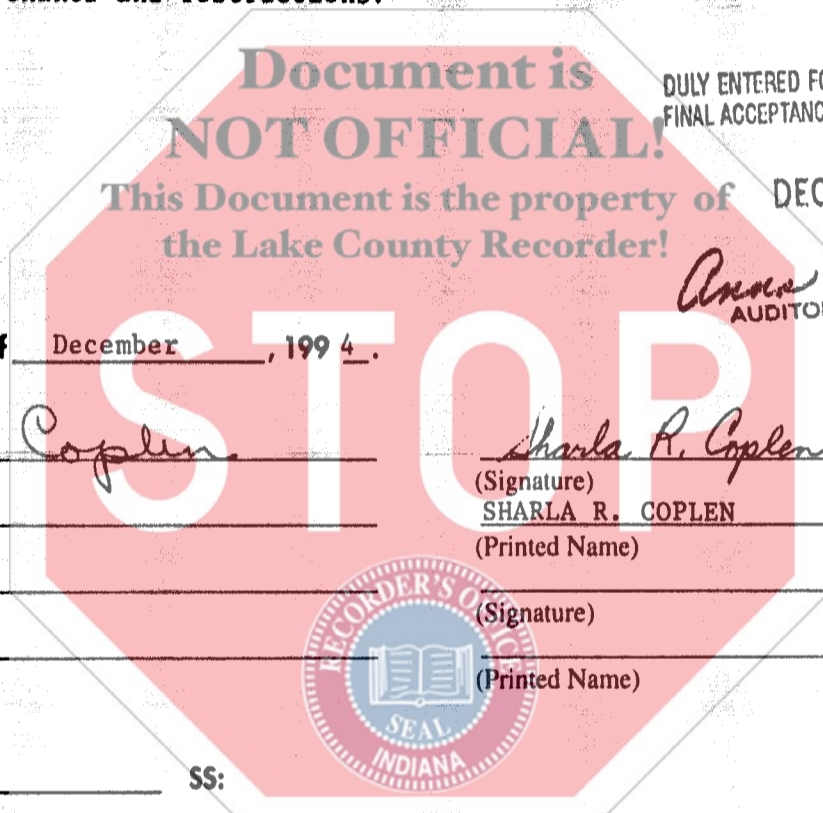 Document is
NOT OFFICIAL!
This Document is the property of
the Lake County Recorder!
DULY ENTERED
FINAL
DEC
AUDITOR
December , 199 4 .
STOP
Coplen
Sharla R. Coplen
(Signature)
SHARLA R. COPLEN
(Printed Name)
(Signature)
(Printed Name)
RECORDER'S OFFICE
SEAL
INDIANA
SS: